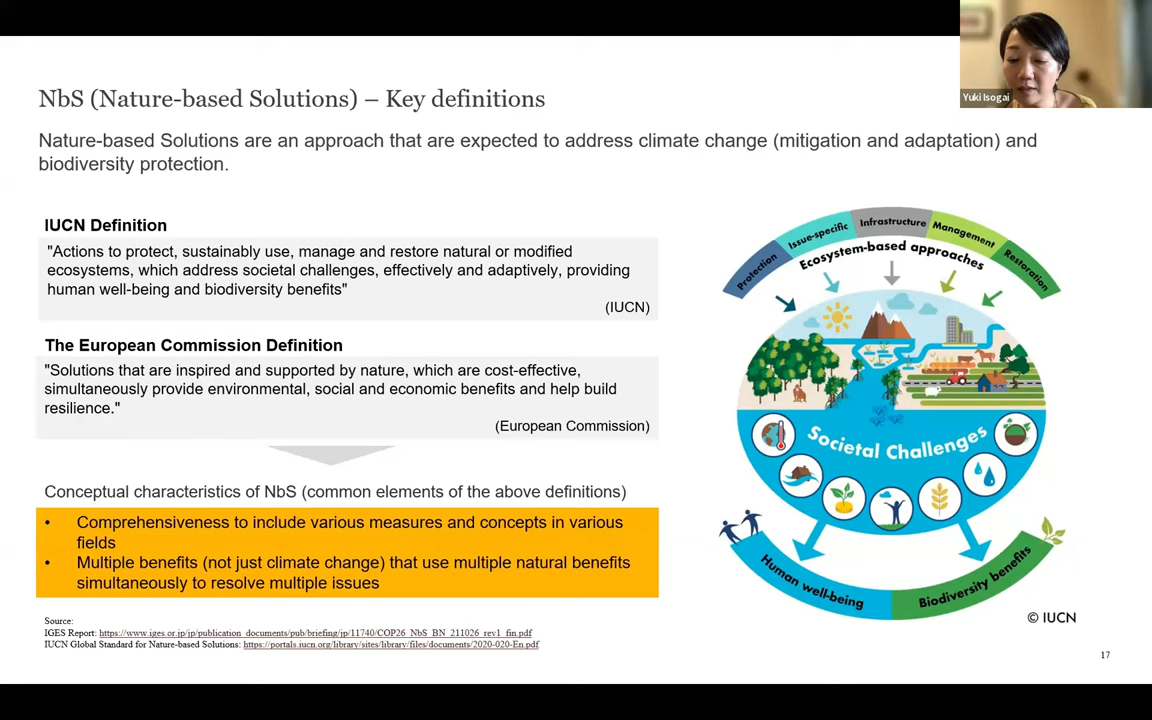 Yuki Isogai
NbS (Nature-based Solutions) – Key definitions
Nature-based Solutions are an approach that are expected to address climate change (mitigation and adaptation) and
biodiversity protection.
IUCN Definition
"Actions to protect, sustainably use, manage and restore natural or modified
ecosystems, which address societal challenges, effectively and adaptively, providing
human well-being and biodiversity benefits"
(IUCN)
The European Commission Definition
"Solutions that are inspired and supported by nature, which are cost-effective,
simultaneously provide environmental, social and economic benefits and help build
resilience."
(European Commission)
Conceptual characteristics of NbS (common elements of the above definitions)
• Comprehensiveness to include various measures and concepts in various
fields
• Multiple benefits (not just climate change) that use multiple natural benefits
simultaneously to resolve multiple issues
Source:
IGES Report: https://www.iges.or.jp/jp/publication_documents/pub/briefing/jp/11740/COP26_NbS_BN_211026_rev1_fin.pdf
IUCN Global Standard for Nature-based Solutions: https://portals.iucn.org/library/sites/library/files/documents/2020-020-En.pdf
Protection
Issue-specific
Infrastructure
Management
Restoration
Ecosystem-based approaches
Societal Challenges
Human well-being
Biodiversity benefits
© IUCN
17